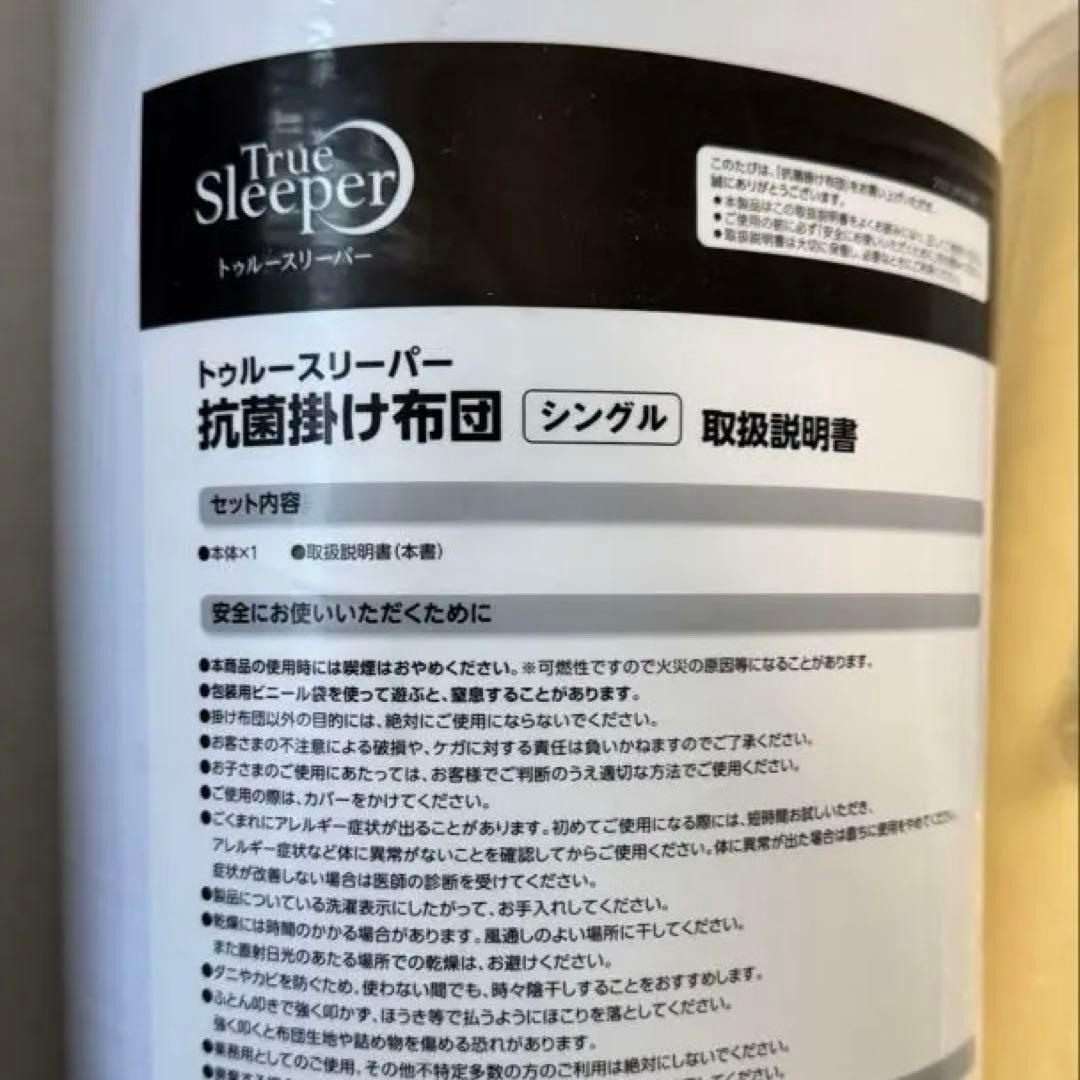 True
Sleeper
トゥルースリーパー
このたびは、「抗菌掛け布団」をお買い上げいただき、
誠にありがとうございます。
●本製品はこの取扱説明書をよくお読みになり、
●ご使用の前に必ず「安全にお使いいただくために」
●取扱説明書は大切に保管し、必要なときに
トゥルースリーパー
抗菌掛け布団 シングル 取扱説明書
セット内容
●本体×1 ●取扱説明書(本書)
安全にお使いいただくために
●本商品の使用時には喫煙はおやめください。※可燃性ですので火災の原因等になることがあります。
●包装用ビニール袋を使って遊ぶと、窒息することがあります。
●掛け布団以外の目的には、絶対にご使用にならないでください。
●お客さまの不注意による破損や、ケガに対する責任は負いかねますのでご了承ください。
●お子さまのご使用にあたっては、お客様でご判断のうえ適切な方法でご使用ください。
●ご使用の際は、カバーをかけてください。
●ごくまれにアレルギー症状が出ることがあります。初めてご使用になる際には、短時間お試しいただき、
アレルギー症状など体に異常がないことを確認してからご使用ください。体に異常が出た場合は直ちに使用をやめてください。
症状が改善しない場合は医師の診断を受けてください。
●製品についている洗濯表示にしたがって、お手入れしてください。
●乾燥には時間のかかる場合があります。風通しのよい場所に干してください。
また直射日光のあたる場所での乾燥は、お避けください。
●ダニやカビを防ぐため、使わない間でも、時々陰干しすることをおすすめします。
●ふとん叩きで強く叩かず、ほうき等で払うようにほこりを落としてください。
強く叩くと布団生地や詰め物を傷める恐れがあります。
●業務用としてのご使用、その他不特定多数の方のご利用は絶対にしないでください。